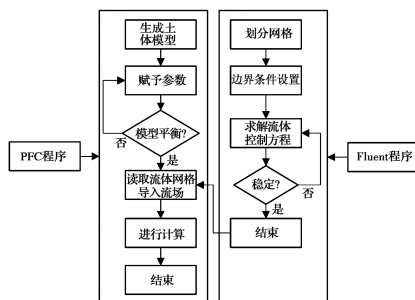 生成土
体模型
赋予参数
模型平衡?
否
是
读取流体网格
导入流场
进行计算
结束
PFC程序
划分网格
边界条件设置
求解流体
控制方程
稳定?
否
是
结束
Fluent程序